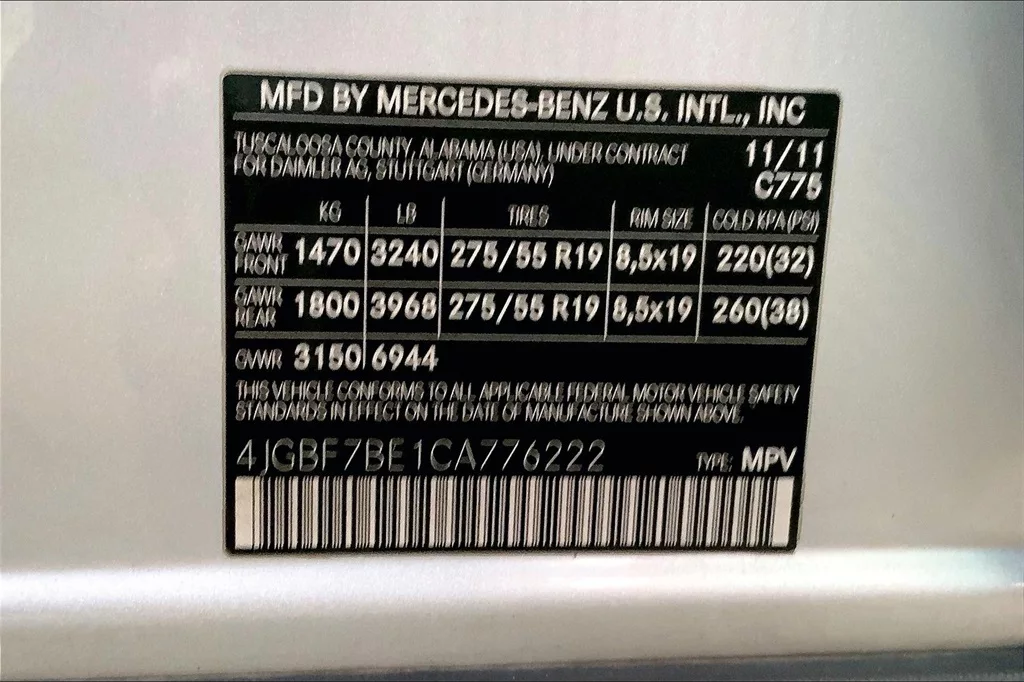 MFD BY MERCEDES-BENZ U.S. INTL., INC
TUSCALOOSA COUNTY, ALABAMA (USA), UNDER CONTRACT
FOR DAIMLER AG, STUTTGART (GERMANY)
11/11
C775
KG LB TIRES RIM SIZE COLD KPA (PSI)
GAWR FRONT 1470 3240 275/55 R19 8,5x19 220(32)
GAWR REAR 1800 3968 275/55 R19 8,5x19 260(38)
GVWR 3150 6944
THIS VEHICLE CONFORMS TO ALL APPLICABLE FEDERAL MOTOR VEHICLE SAFETY
STANDARDS IN EFFECT ON THE DATE OF MANUFACTURE SHOWN ABOVE.
4JGBF7BE1CA776222 TYPE: MPV